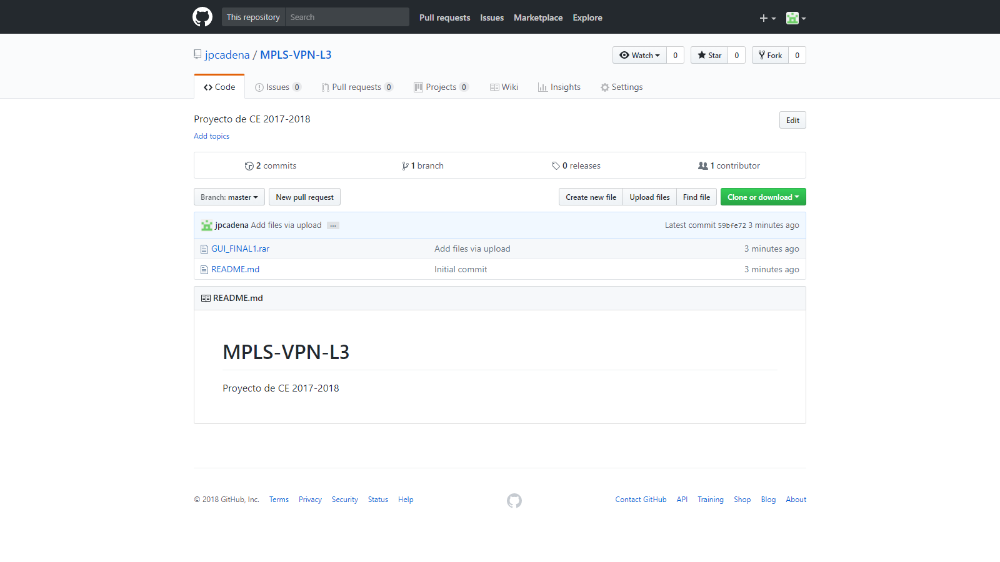 This repository Search Pull requests Issues Marketplace Explore
jpcadena / MPLS-VPN-L3 Watch 0 Star 0 Fork 0
Code Issues 0 Pull requests 0 Projects 0 Wiki Insights Settings
Proyecto de CE 2017-2018 Edit
Add topics
2 commits 1 branch 0 releases 1 contributor
Branch: master New pull request Create new file Upload files Find file Clone or download
jpcadena Add files via upload ... Latest commit 59bfe72 3 minutes ago
GUI_FINAL1.rar Add files via upload 3 minutes ago
README.md Initial commit 3 minutes ago
README.md
MPLS-VPN-L3
Proyecto de CE 2017-2018
© 2018 GitHub, Inc. Terms Privacy Security Status Help Contact GitHub API Training Shop Blog About